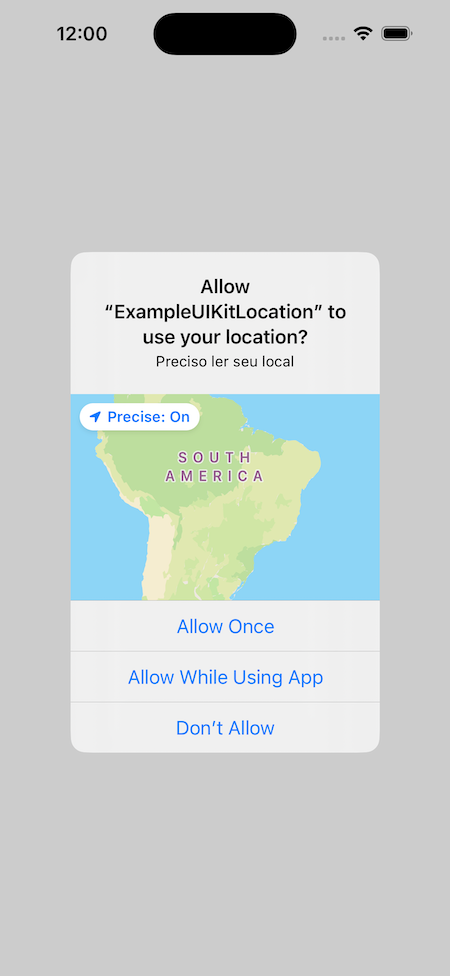 12:00
Allow
“ExampleUIKitLocation” to
use your location?
Preciso ler seu local
Precise: On
SOUTH
AMERICA
Allow Once
Allow While Using App
Don’t Allow